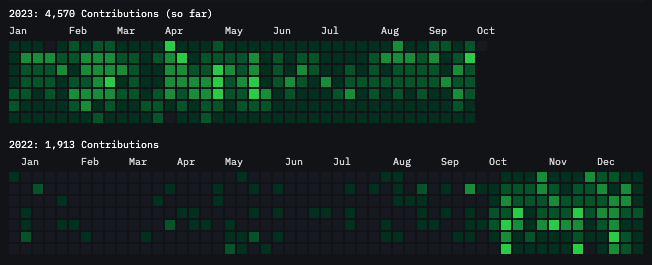 2023: 4,570 Contributions (so far)
Jan Feb Mar Apr May Jun Jul Aug Sep Oct
2022: 1,913 Contributions
Jan Feb Mar Apr May Jun Jul Aug Sep Oct Nov Dec